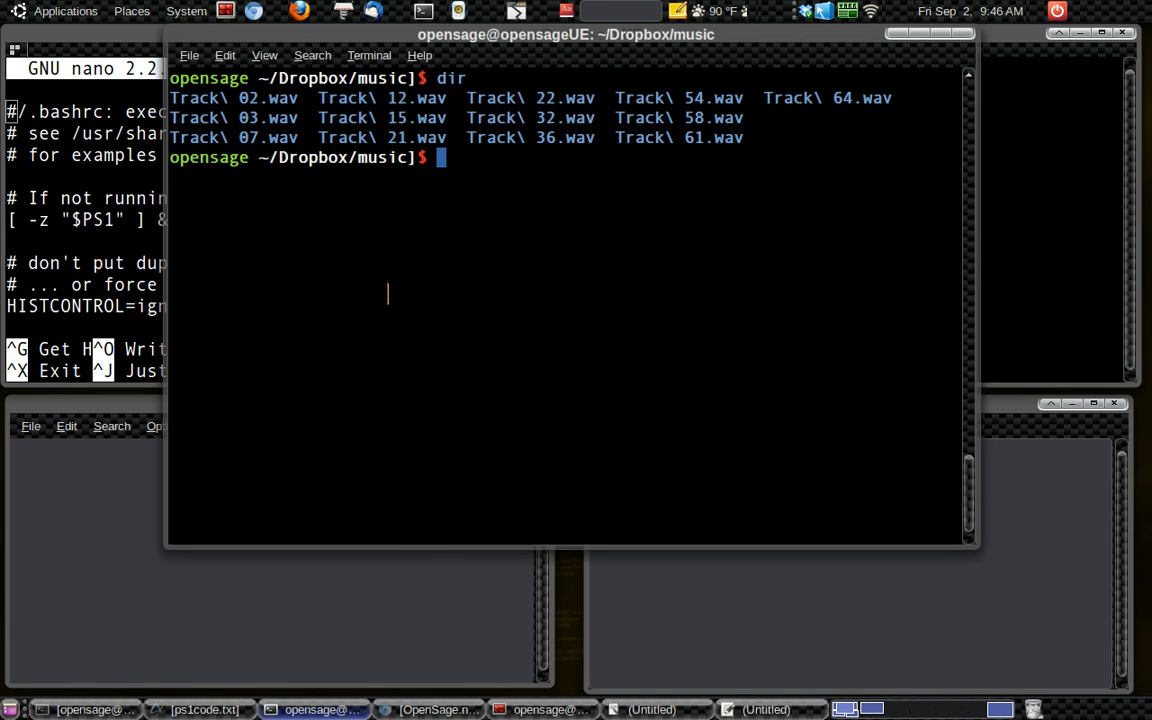 Applications Places System 90 °F Fri Sep 2, 9:46 AM
opensage@opensageUE: ~/Dropbox/music
File Edit View Search Terminal Help
opensage ~/Dropbox/music]$ dir
Track\ 02.wav Track\ 12.wav Track\ 22.wav Track\ 54.wav Track\ 64.wav
Track\ 03.wav Track\ 15.wav Track\ 32.wav Track\ 58.wav
Track\ 07.wav Track\ 21.wav Track\ 36.wav Track\ 61.wav
opensage ~/Dropbox/music]$
GNU nano 2.2.
#/.bashrc: exec
# see /usr/shar
# for examples
# If not runnin
[ -z "$PS1" ] &
# don't put dup
# ... or force
HISTCONTROL=ign
^G Get H^O Writ
^X Exit ^J Just
File Edit Search Opt
[opensage@... [ps1code.txt] opensage@... [OpenSage.n... opensage@... (Untitled) (Untitled)